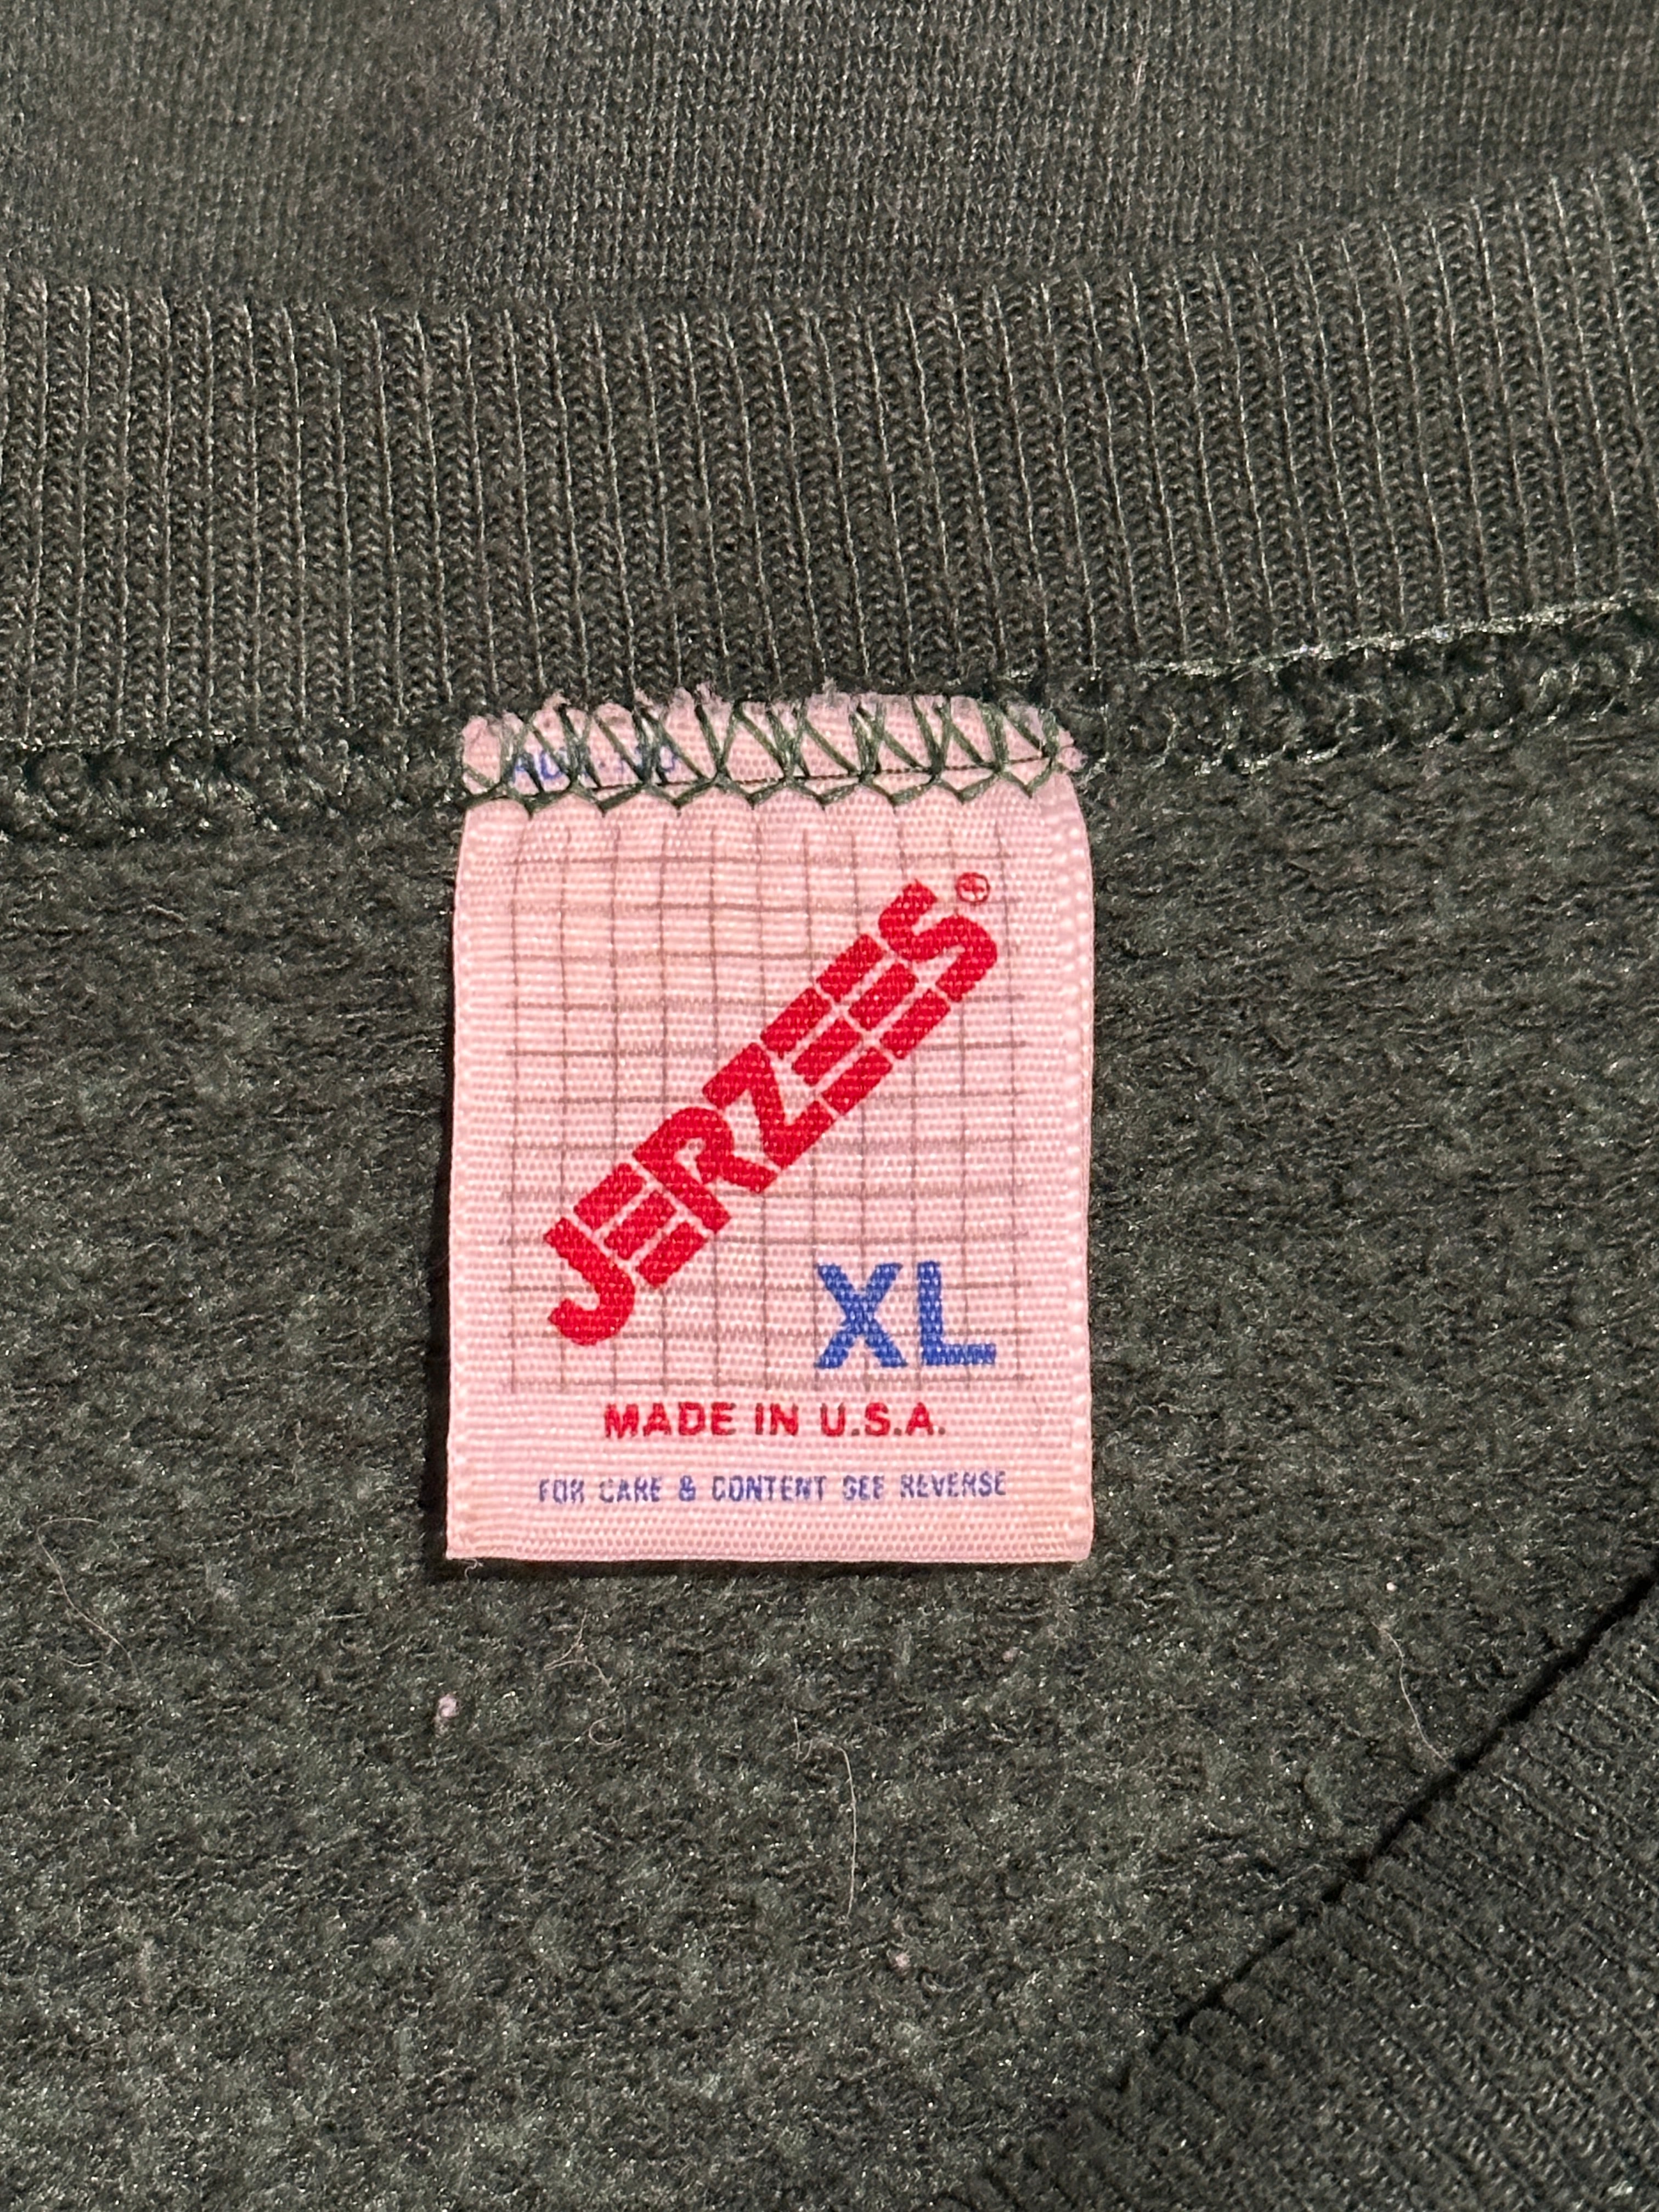 JERZEES
XL
MADE IN U.S.A.
FOR CARE & CONTENT SEE REVERSE